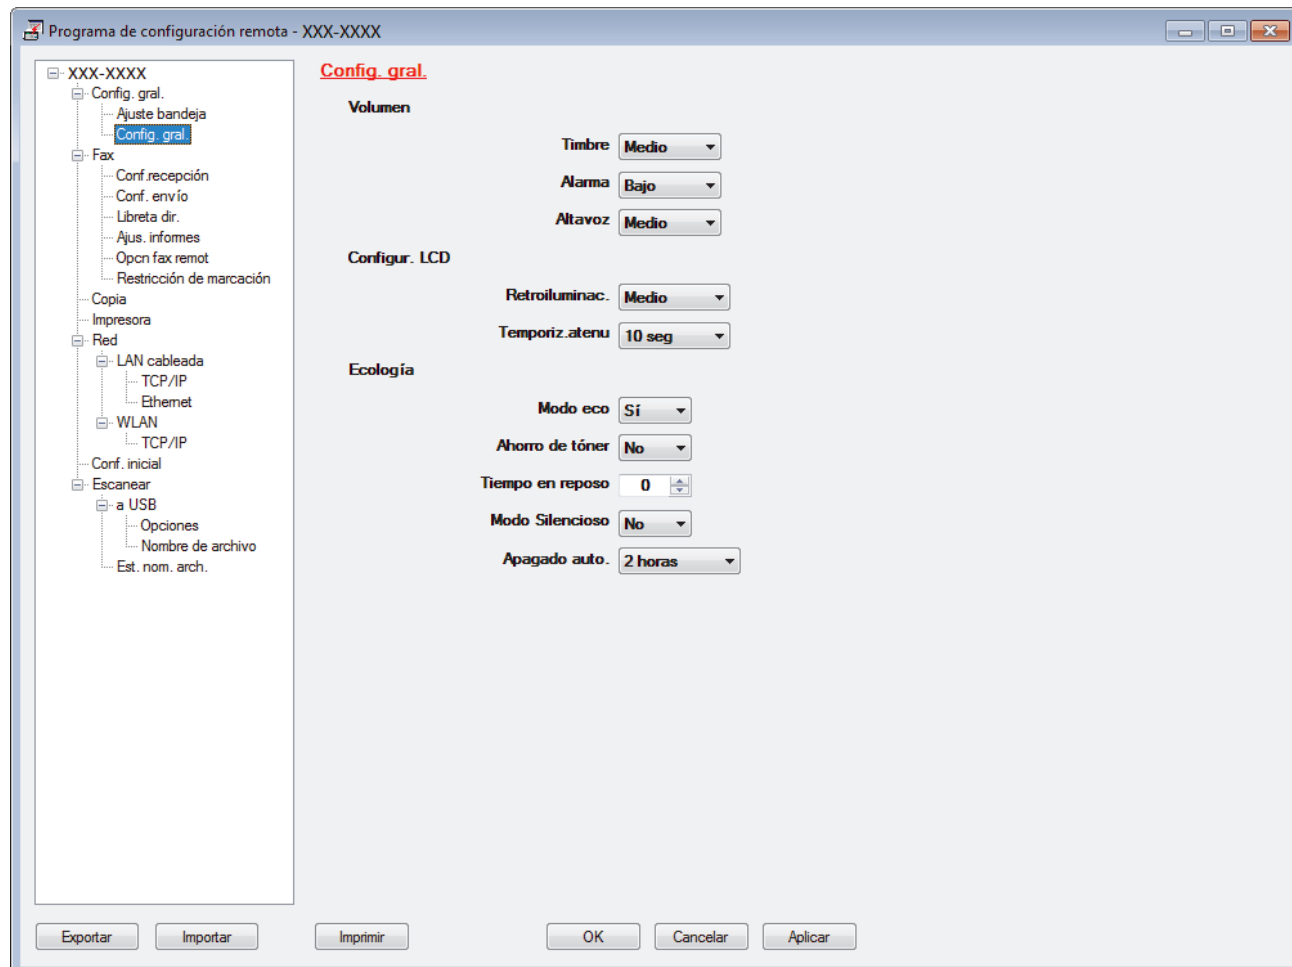 Programa de configuración remota - XXX-XXXX
XXX-XXXX
Config. gral.
Ajuste bandeja
Config. gral.
Fax
Conf.recepción
Conf. envío
Libreta dir.
Ajus. informes
Opcn fax remot
Restricción de marcación
Copia
Impresora
Red
LAN cableada
TCP/IP
Ethernet
WLAN
TCP/IP
Conf. inicial
Escanear
a USB
Opciones
Nombre de archivo
Est. nom. arch.
Config. gral.
Volumen
Timbre Medio
Alarma Bajo
Altavoz Medio
Configur. LCD
Retroiluminac. Medio
Temporiz.atenu 10 seg
Ecología
Modo eco Sí
Ahorro de tóner No
Tiempo en reposo 0
Modo Silencioso No
Apagado auto. 2 horas
Exportar Importar Imprimir OK Cancelar Aplicar